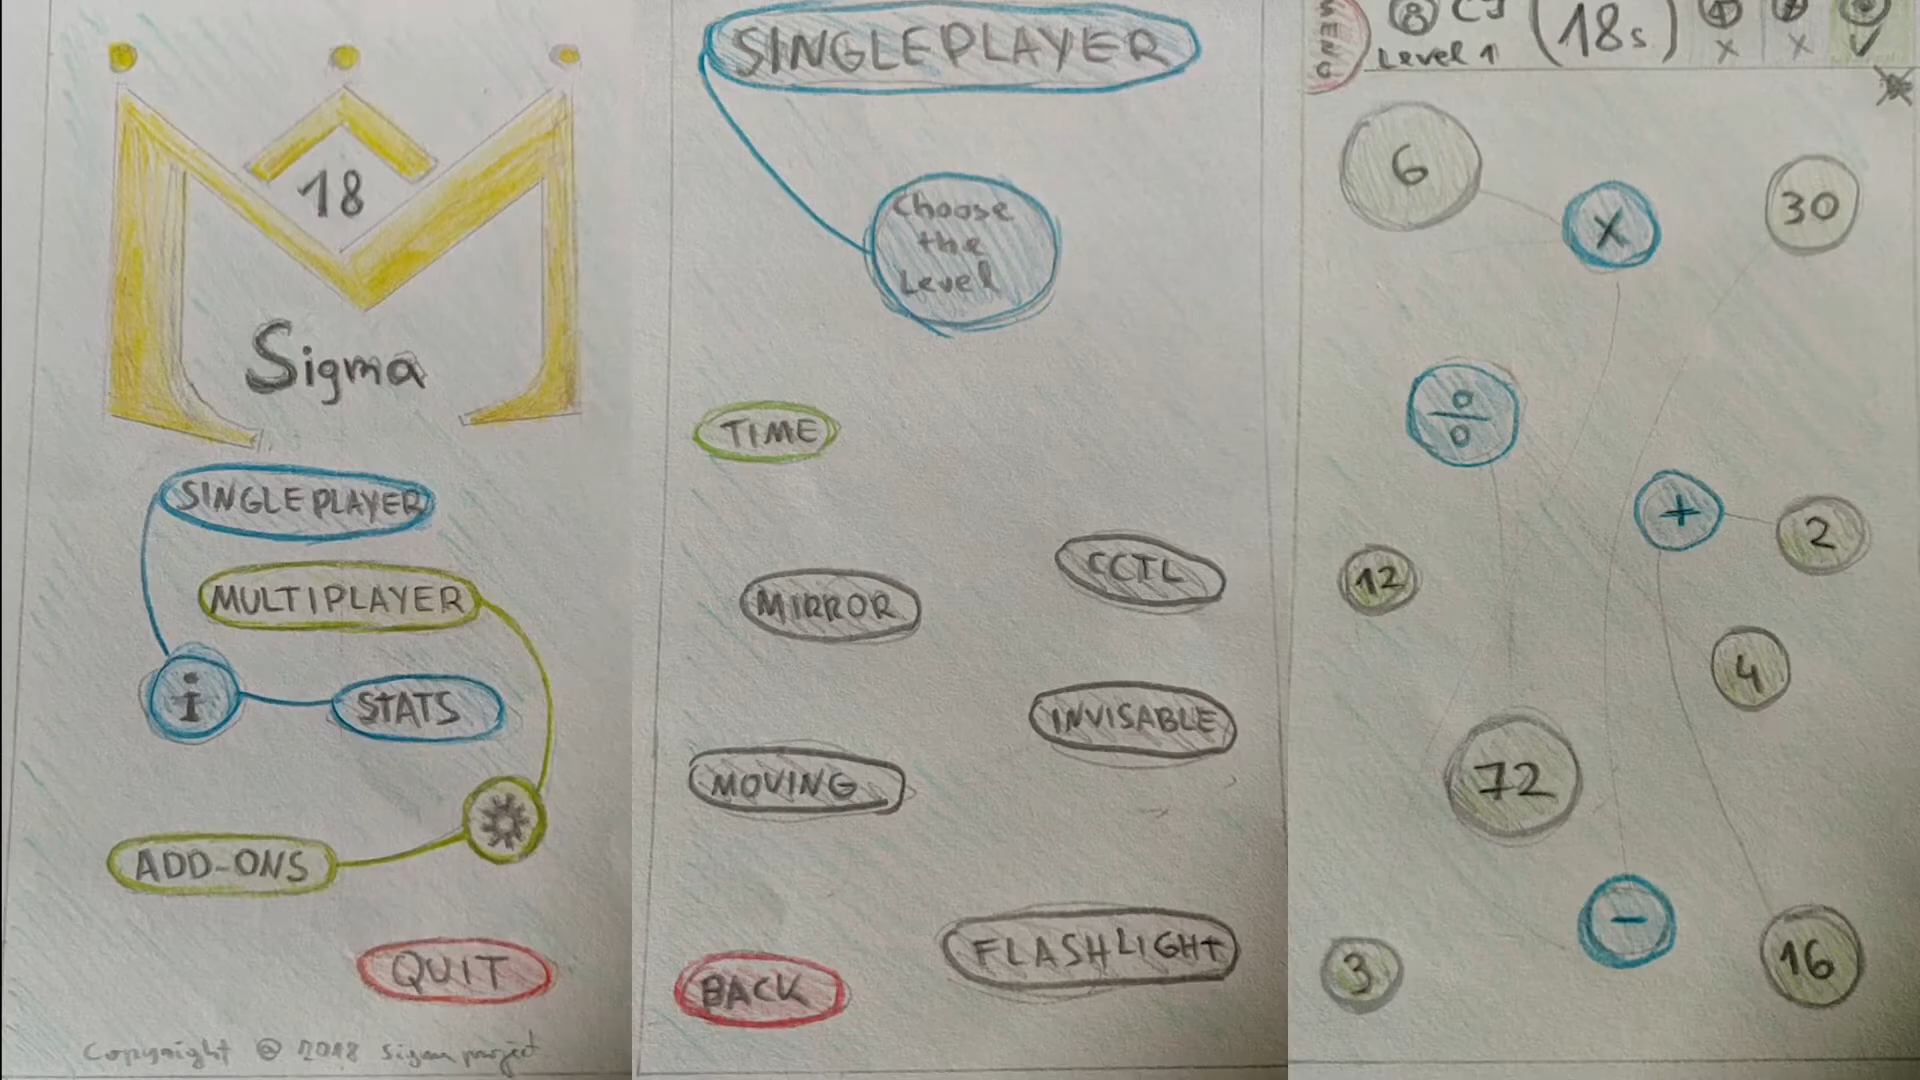 18
Sigma
SINGLEPLAYER
MULTIPLAYER
i
STATS
ADD-ONS
QUIT
Copyright @ 2018 Sigma project
SINGLEPLAYER
Choose
the
Level
TIME
CCTL
MIRROR
INVISABLE
MOVING
FLASHLIGHT
BACK
MENU
Level 1
(18s)
6
X
30
+
2
12
4
72
-
3
16